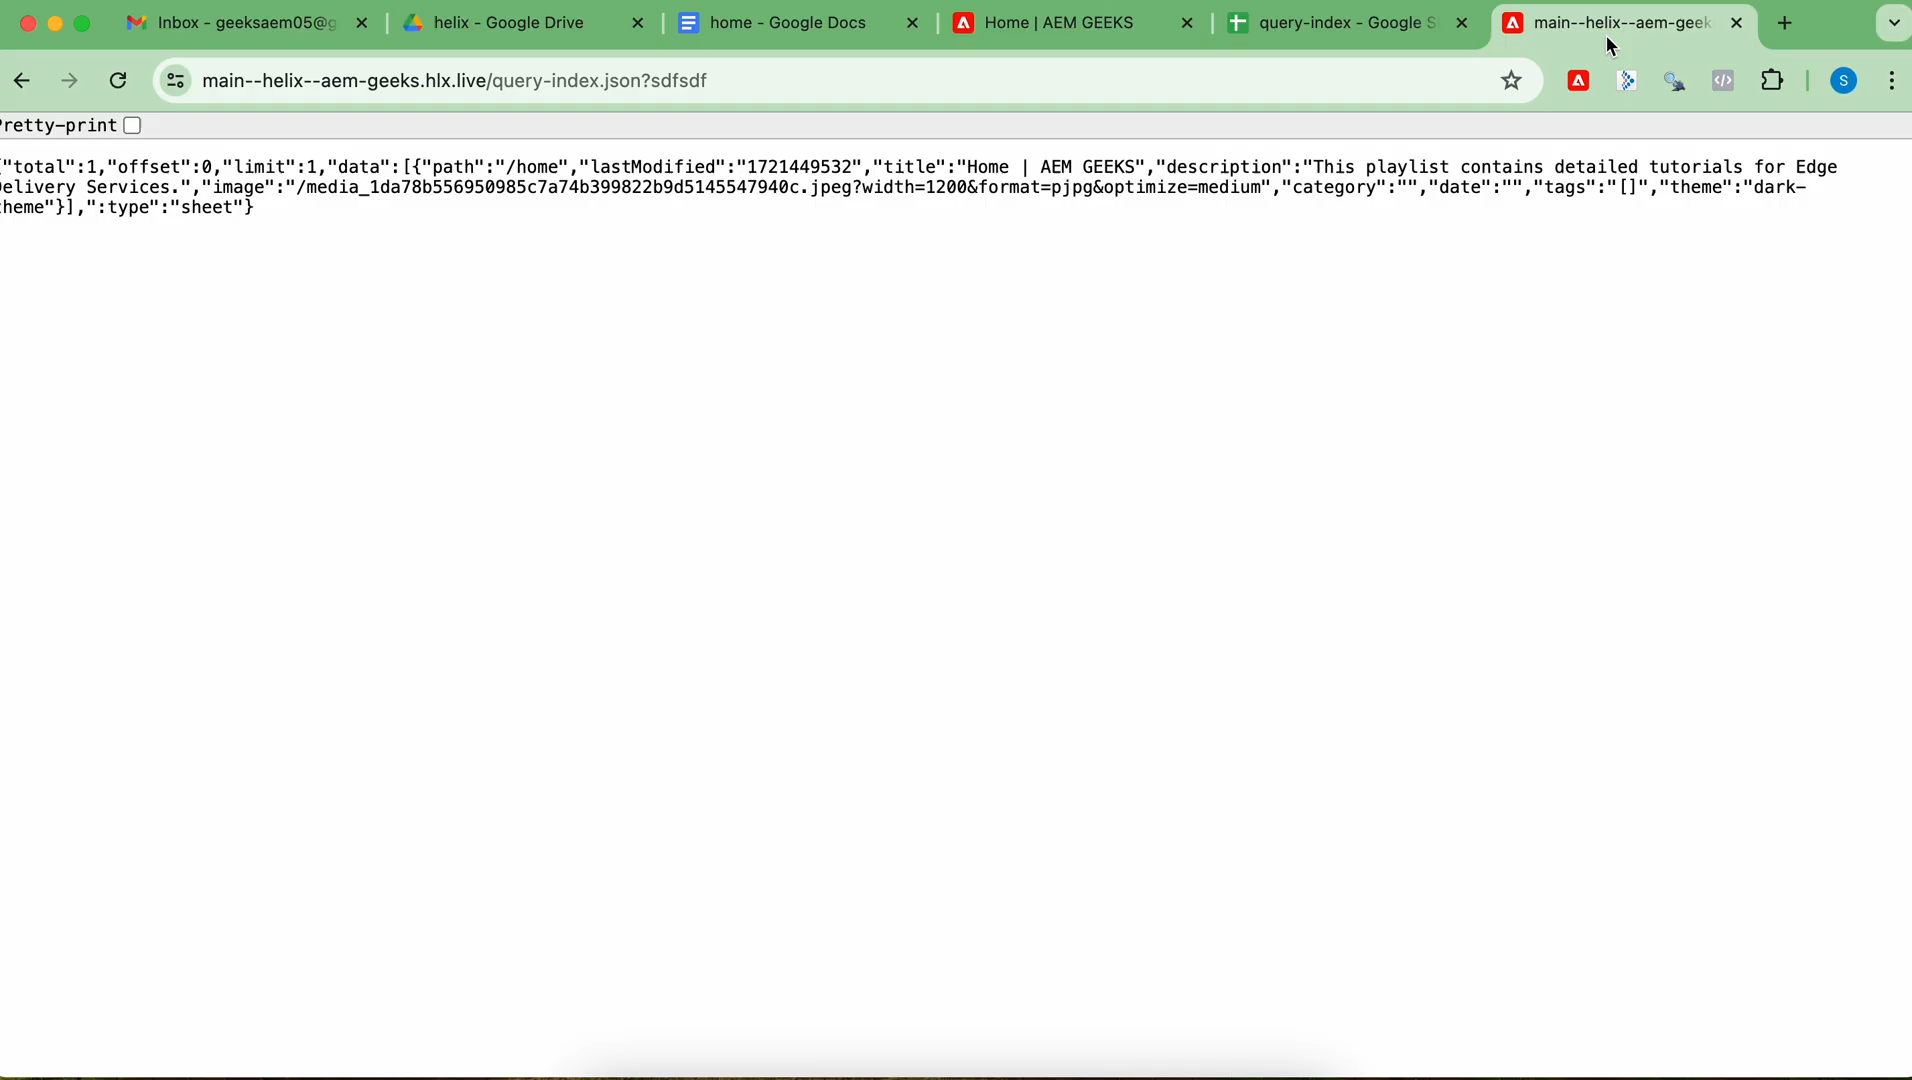 Inbox - geeksaem05@g
helix - Google Drive
home - Google Docs
Home | AEM GEEKS
query-index - Google S
main--helix--aem-geek
main--helix--aem-geeks.hlx.live/query-index.json?sdfsdf
S
Pretty-print
{"total":1,"offset":0,"limit":1,"data":[{"path":"/home","lastModified":"1721449532","title":"Home | AEM GEEKS","description":"This playlist contains detailed tutorials for Edge
Delivery Services.","image":"/media_1da78b556950985c7a74b399822b9d5145547940c.jpeg?width=1200&format=pjpg&optimize=medium","category":"","date":"","tags":"[]","theme":"dark-
theme"}],":type":"sheet"}